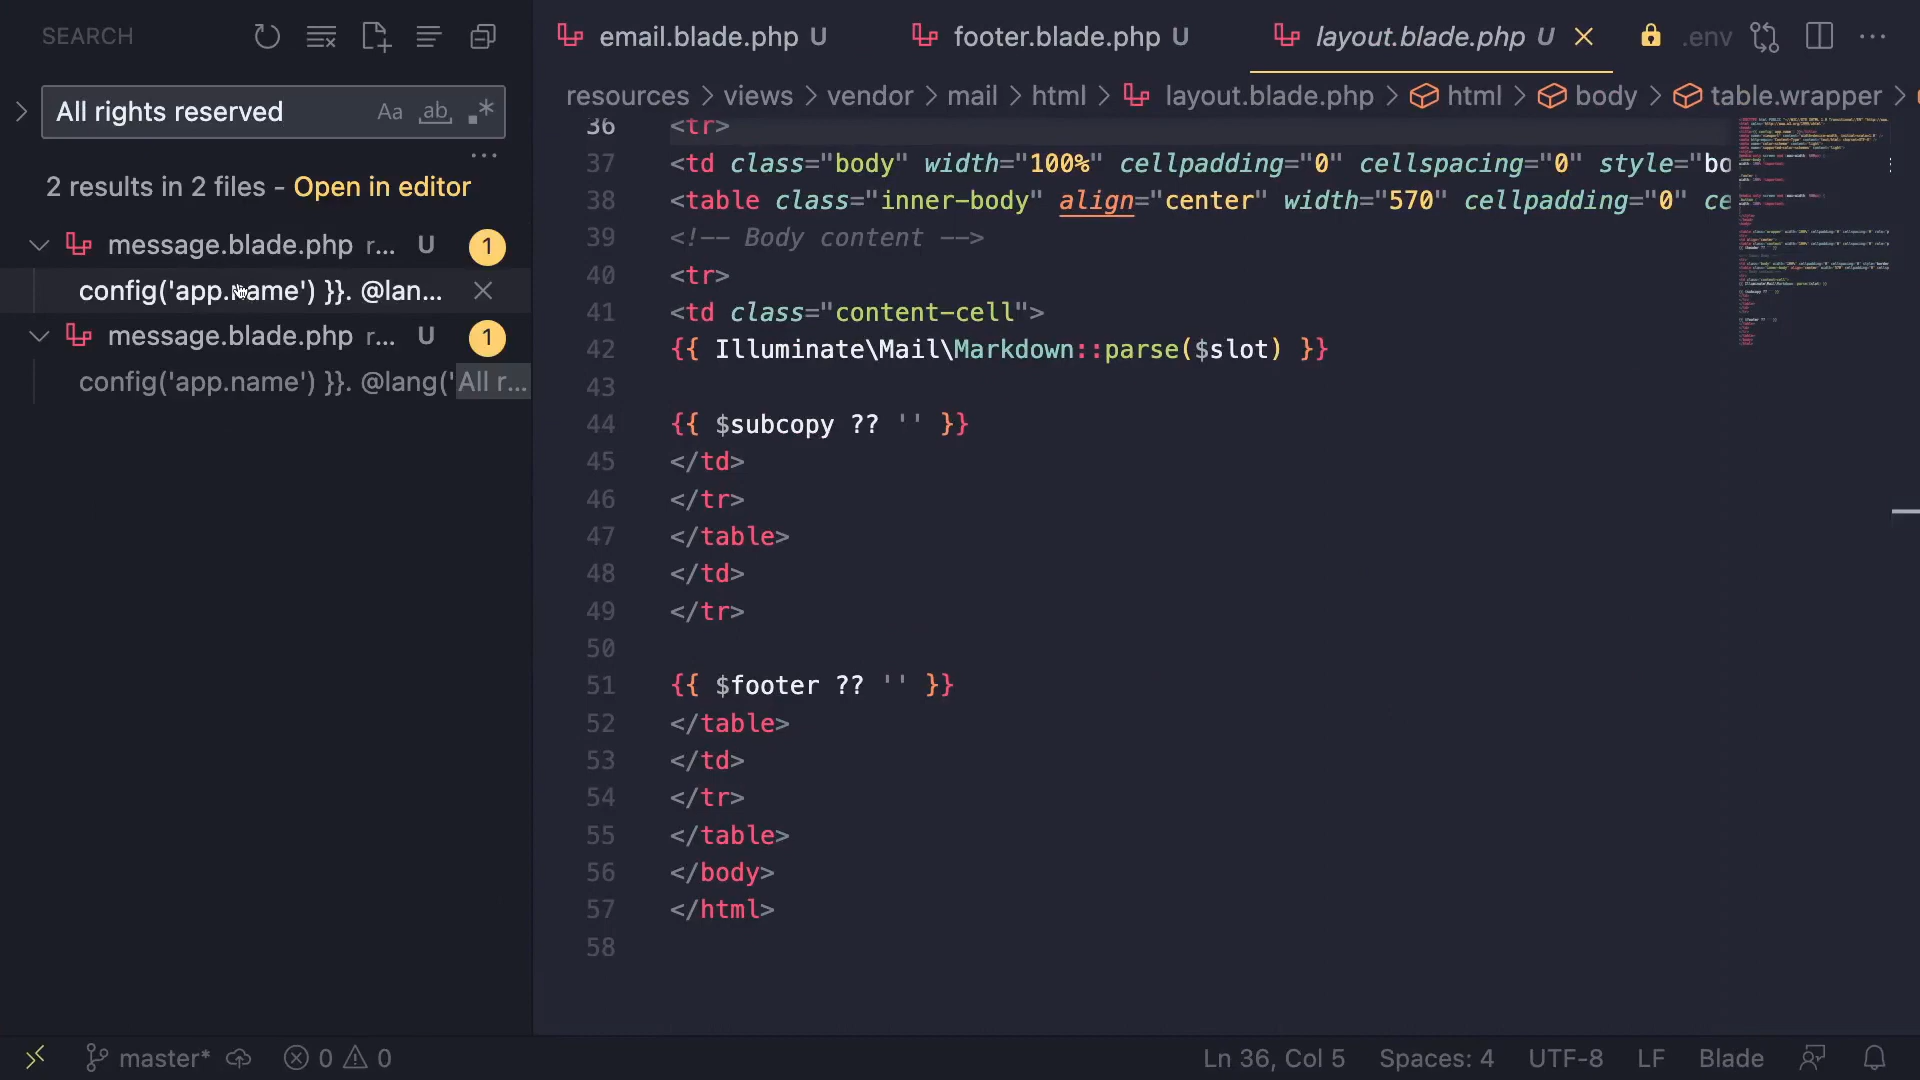 SEARCH
All rights reserved
Aa ab .*
...
2 results in 2 files - Open in editor
message.blade.php r... U 1
config('app.name') }}. @lan...
message.blade.php r... U 1
config('app.name') }}. @lang('All r...
email.blade.php U
footer.blade.php U
layout.blade.php U
.env
...
resources > views > vendor > mail > html > layout.blade.php > html > body > table.wrapper >
36 <tr>
37 <td class="body" width="100%" cellpadding="0" cellspacing="0" style="bo
38 <table class="inner-body" align="center" width="570" cellpadding="0" ce
39 <!-- Body content -->
40 <tr>
41 <td class="content-cell">
42 {{ Illuminate\Mail\Markdown::parse($slot) }}
43
44 {{ $subcopy ?? '' }}
45 </td>
46 </tr>
47 </table>
48 </td>
49 </tr>
50
51 {{ $footer ?? '' }}
52 </table>
53 </td>
54 </tr>
55 </table>
56 </body>
57 </html>
58
master* 0 0
Ln 36, Col 5 Spaces: 4 UTF-8 LF Blade